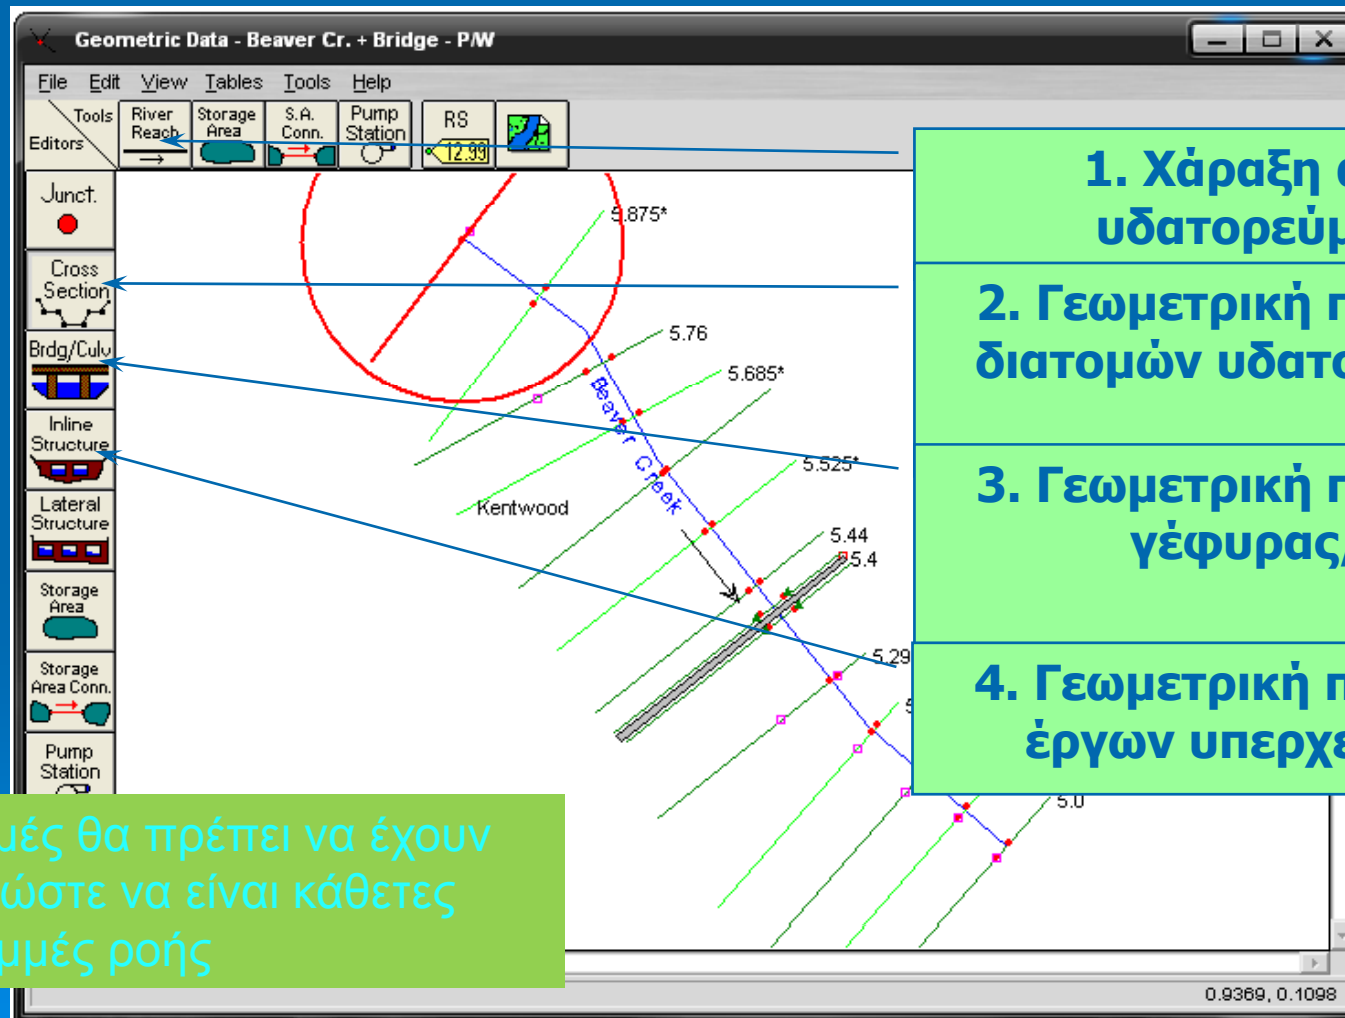 Geometric Data - Beaver Cr. + Bridge - P/W
File Edit View Tables Tools Help
Tools
Editors
River Reach
Storage Area
S.A. Conn.
Pump Station
RS
12.99
Junct.
Cross Section
Brdg/Culv
Inline Structure
Lateral Structure
Storage Area
Storage Area Conn.
Pump Station
5.875*
5.76
5.685*
Beaver Creek
5.525*
Kentwood
5.44
5.4
5.29
5.0
1. Χάραξη
υδατορεύμ
2. Γεωμετρική π
διατομών υδατο
3. Γεωμετρική π
γέφυρας,
4. Γεωμετρική π
έργων υπερχε
μές θα πρέπει να έχουν
ώστε να είναι κάθετες
μμές ροής
0.9369, 0.1098